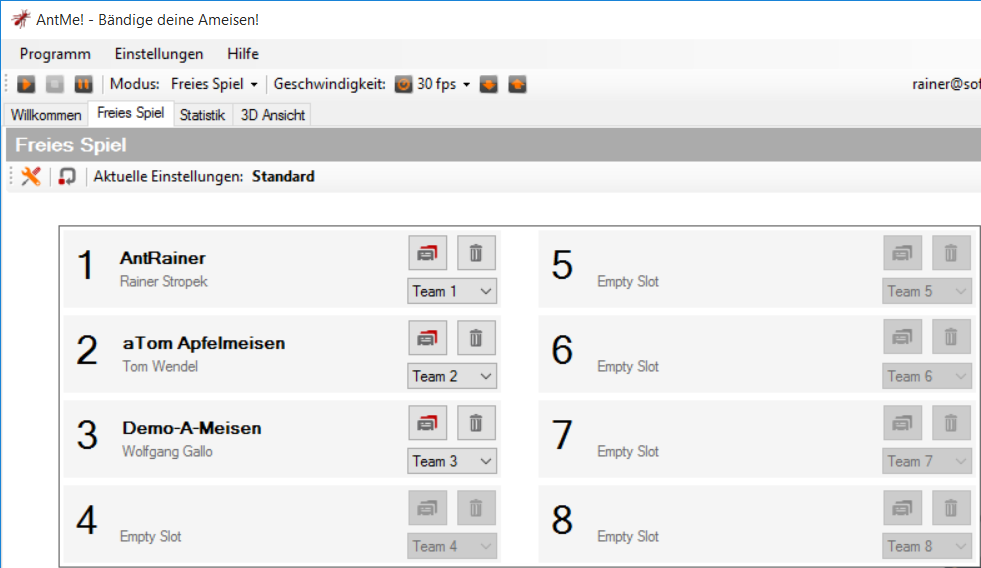 AntMe! - Bändige deine Ameisen!
Programm Einstellungen Hilfe
Modus: Freies Spiel Geschwindigkeit: 30 fps rainer@sof
Willkommen Freies Spiel Statistik 3D Ansicht
Freies Spiel
Aktuelle Einstellungen: Standard
1 AntRainer
Rainer Stropek
Team 1
2 aTom Apfelmeisen
Tom Wendel
Team 2
3 Demo-A-Meisen
Wolfgang Gallo
Team 3
4
Empty Slot
Team 4
5
Empty Slot
Team 5
6
Empty Slot
Team 6
7
Empty Slot
Team 7
8
Empty Slot
Team 8